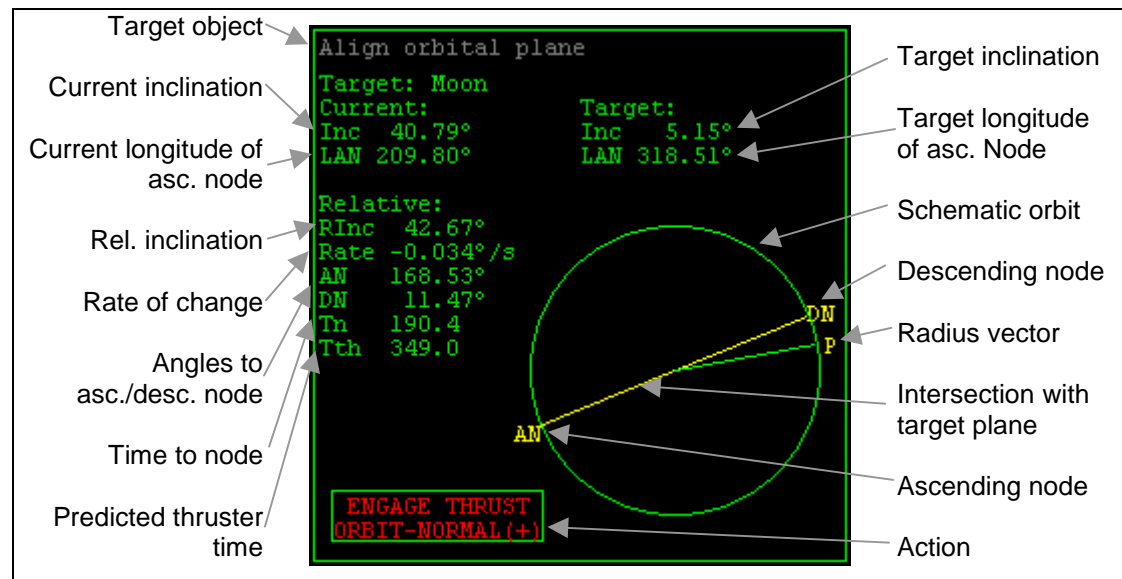 Target object
Current inclination
Current longitude of
asc. node
Rel. inclination
Rate of change
Angles to
asc./desc. node
Time to node
Predicted thruster
time
Align orbital plane
Target: Moon
Current: Target:
Inc 40.79° Inc 5.15°
LAN 209.80° LAN 318.51°
Relative:
RInc 42.67°
Rate -0.034°/s
AN 168.53°
DN 11.47°
Tn 190.4
Tth 349.0
DN
P
AN
ENGAGE THRUST
ORBIT-NORMAL(+)
Target inclination
Target longitude
of asc. Node
Schematic orbit
Descending node
Radius vector
Intersection with
target plane
Ascending node
Action